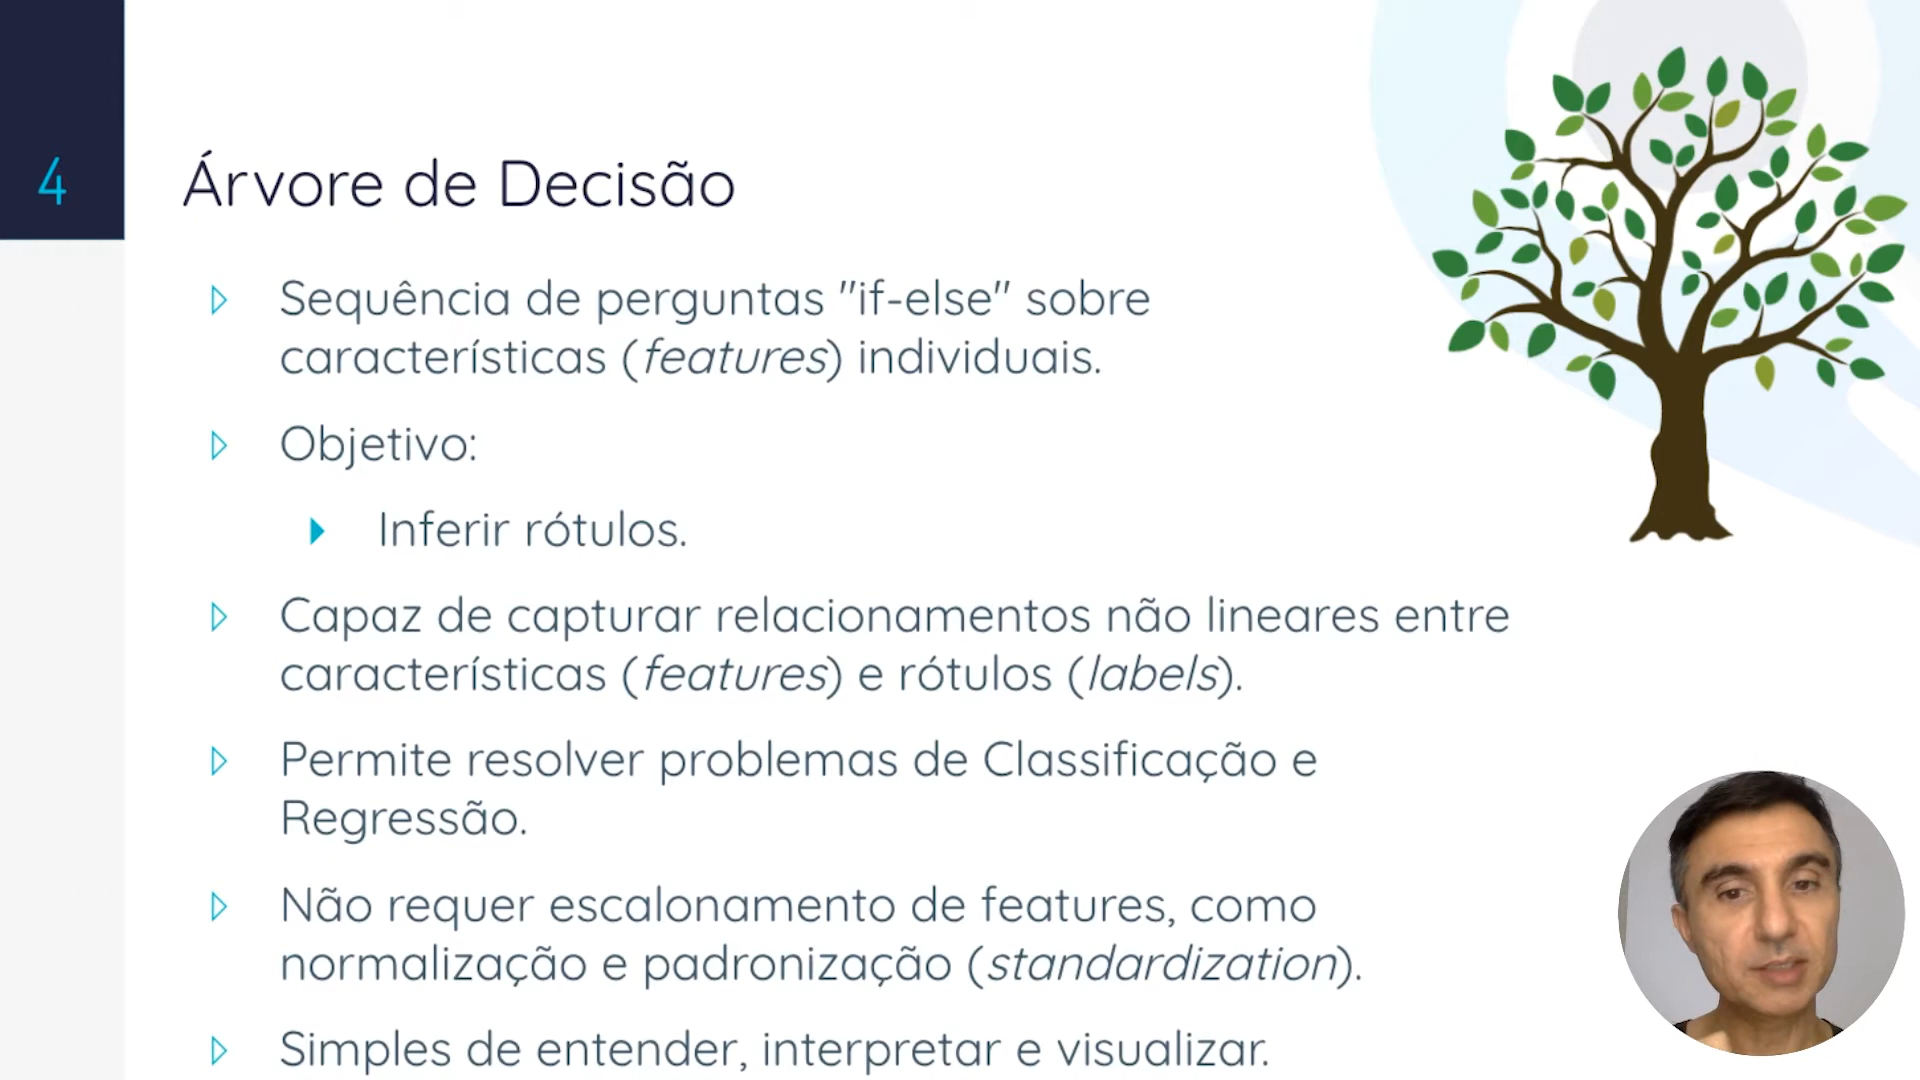 4
Árvore de Decisão
Sequência de perguntas "if-else" sobre
características (features) individuais.
Objetivo:
Inferir rótulos.
Capaz de capturar relacionamentos não lineares entre
características (features) e rótulos (labels).
Permite resolver problemas de Classificação e
Regressão.
Não requer escalonamento de features, como
normalização e padronização (standardization).
Simples de entender, interpretar e visualizar.